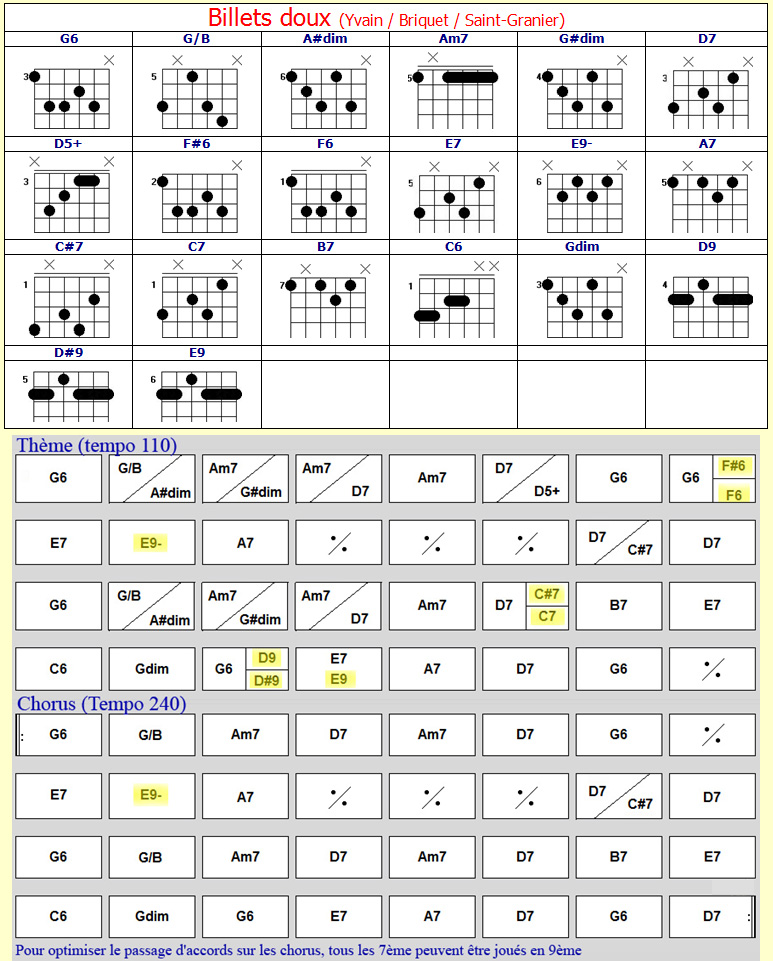 Billets doux (Yvain / Briquet / Saint-Granier)
G6 G/B A#dim Am7 G#dim D7
3 5 6 5 4 3
D5+ F#6 F6 E7 E9- A7
3 2 1 5 6 5
C#7 C7 B7 C6 Gdim D9
1 1 7 1 3 4
D#9 E9
5 6
Thème (tempo 110)
G6 G/B A#dim Am7 G#dim Am7 D7 Am7 D7 D5+ G6 G6 F#6 F6
E7 E9- A7 D7 C#7 D7
G6 G/B A#dim Am7 G#dim Am7 D7 Am7 D7 C#7 C7 B7 E7
C6 Gdim G6 D9 D#9 E7 E9 A7 D7 G6
Chorus (Tempo 240)
: G6 G/B Am7 D7 Am7 D7 G6
E7 E9- A7 D7 C#7 D7
G6 G/B Am7 D7 Am7 D7 B7 E7
C6 Gdim G6 E7 A7 D7 G6 D7 :
Pour optimiser le passage d'accords sur les chorus, tous les 7ème peuvent être joués en 9ème